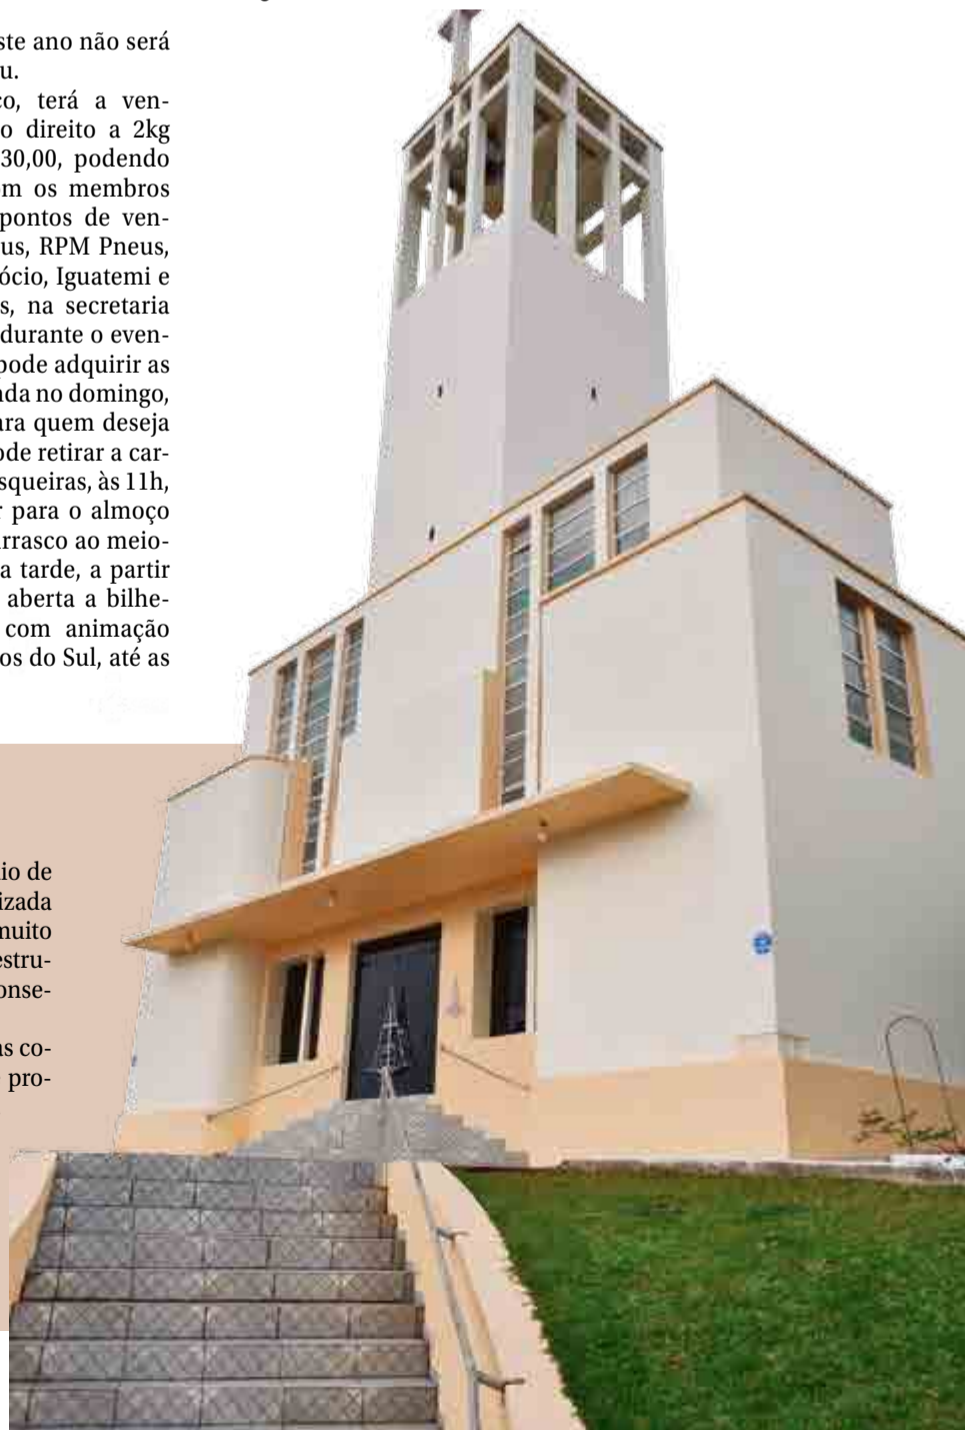 ste ano não será
u.
co, terá a ven-
o direito a 2kg
30,00, podendo
m os membros
pontos de ven-
us, RPM Pneus,
ócio, Iguatemi e
s, na secretaria
durante o even-
pode adquirir as
nda no domingo,
ara quem deseja
ode retirar a car-
squeiras, às 11h,
r para o almoço
urrasco ao meio-
a tarde, a partir
aberta a bilhe-
com animação
os do Sul, até as
io de
izada
muito
estru-
onse-
as co-
pro-